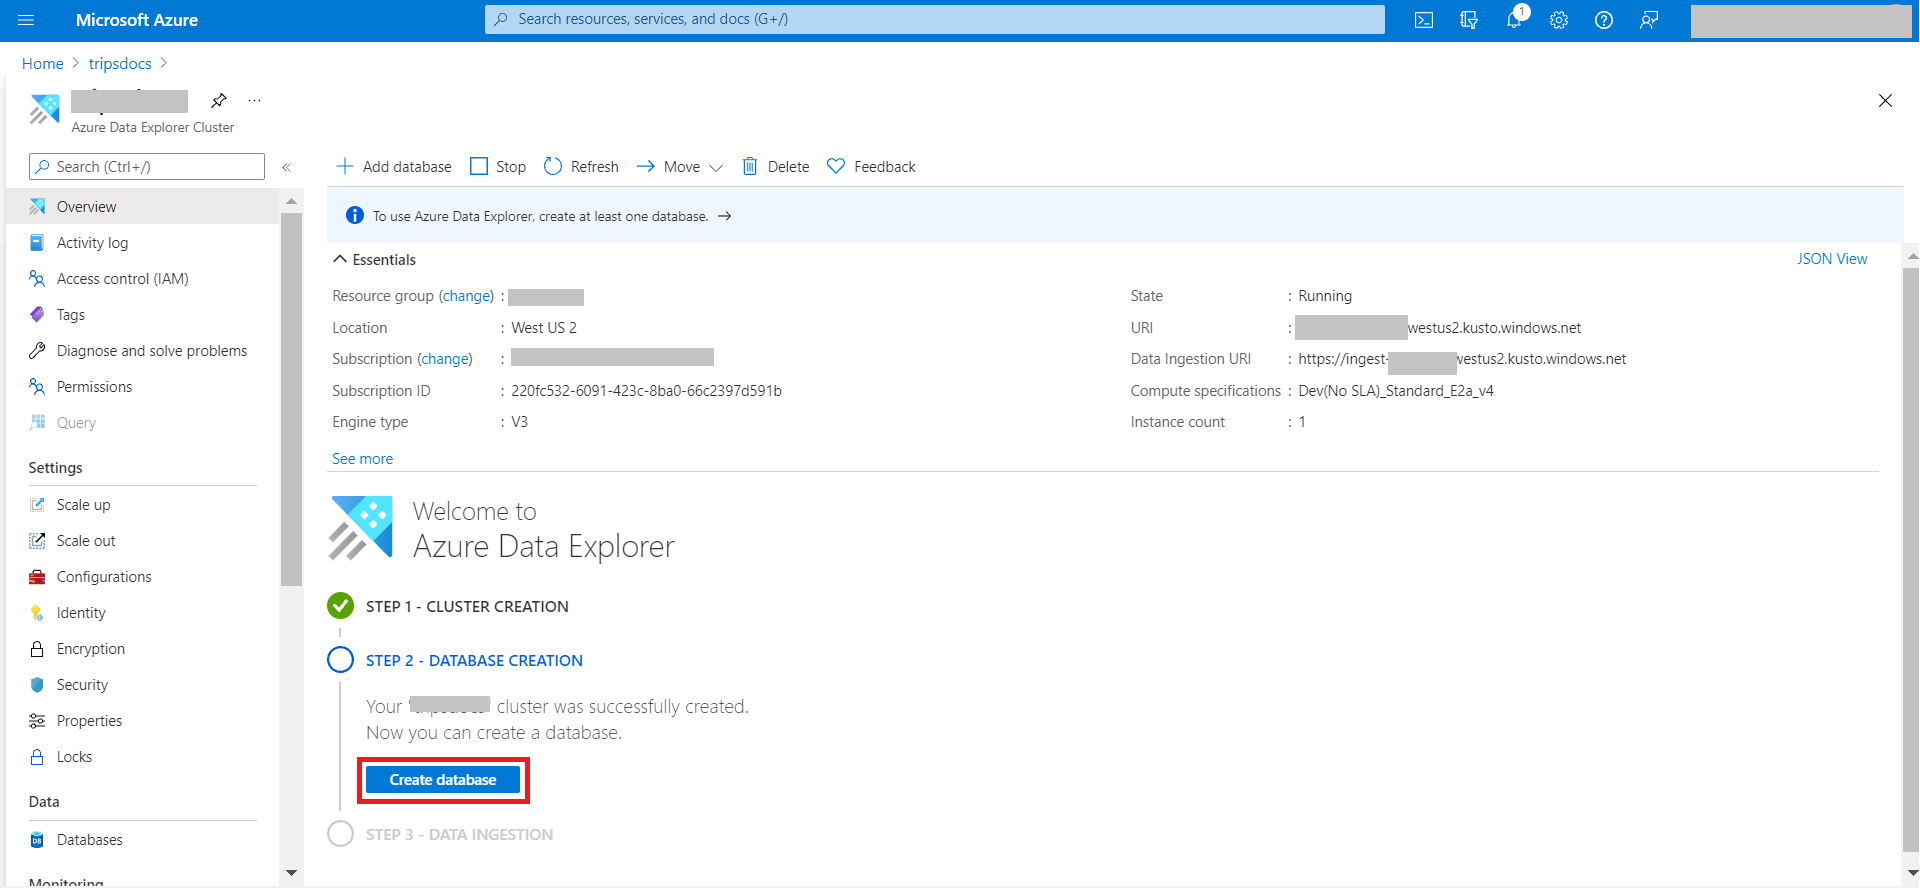 Microsoft Azure
Search resources, services, and docs (G+/)
1
Home > tripsdocs >
...
Azure Data Explorer Cluster
Search (Ctrl+/)
«
Add database Stop Refresh Move Delete Feedback
To use Azure Data Explorer, create at least one database. →
Overview
Activity log
Access control (IAM)
Tags
Diagnose and solve problems
Permissions
Query
Settings
Scale up
Scale out
Configurations
Identity
Encryption
Security
Properties
Locks
Data
Databases
Monitoring
Essentials
JSON View
Resource group (change) :
Location : West US 2
Subscription (change) :
Subscription ID : 220fc532-6091-423c-8ba0-66c2397d591b
Engine type : V3
See more
State : Running
URI : westus2.kusto.windows.net
Data Ingestion URI : https://ingest- westus2.kusto.windows.net
Compute specifications : Dev(No SLA)_Standard_E2a_v4
Instance count : 1
Welcome to
Azure Data Explorer
STEP 1 - CLUSTER CREATION
STEP 2 - DATABASE CREATION
Your cluster was successfully created.
Now you can create a database.
Create database
STEP 3 - DATA INGESTION